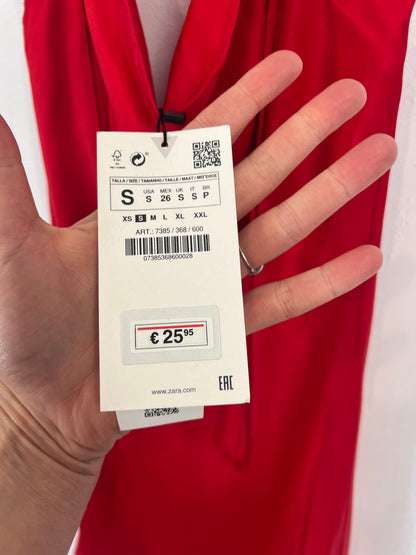 TALLA / SIZE / TAMANHO / TAILLE / MAAT / ΜΕΓΕΘΟΣ
S
USA MEX UK IT BR
S 26 S S P
XS S M L XL XXL
ART.: 7385 / 368 / 600
07385368600028
€ 25 95
www.zara.com
EAC